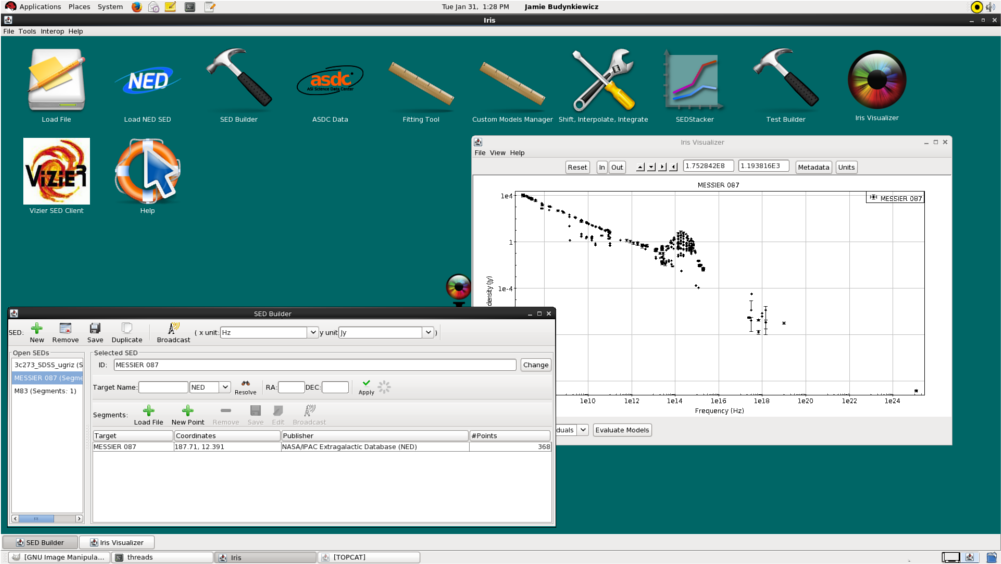 Applications Places System Tue Jan 31, 1:28 PM Jamie Budynkiewicz
Iris
File Tools Interop Help
NED
asdc
Load File Load NED SED SED Builder ASDC Data Fitting Tool Custom Models Manager Shift, Interpolate, Integrate SEDStacker Test Builder Iris Visualizer
VizieR
Vizier SED Client Help
Iris Visualizer
File View Help
Reset In Out 1.752842E8 1.193816E3 Metadata Units
MESSIER 087
MESSIER 087
1e4
1
1e-4
density (Jy)
1e10 1e12 1e14 1e16 1e18 1e20 1e22 1e24
Frequency (Hz)
duals Evaluate Models
SED Builder
SED: New Remove Save Duplicate Broadcast ( x unit: Hz y unit Jy )
Open SEDs
3c273_SDSS_ugriz (S
MESSIER 087 (Segme
M83 (Segments: 1)
Selected SED
ID: MESSIER 087 Change
Target Name: NED Resolve RA: DEC: Apply
Segments: Load File New Point Remove Save Edit Broadcast
Target Coordinates Publisher #Points
MESSIER 087 187.71, 12.391 NASA/IPAC Extragalactic Database (NED) 368
SED Builder Iris Visualizer
[GNU Image Manipula... threads Iris [TOPCAT]